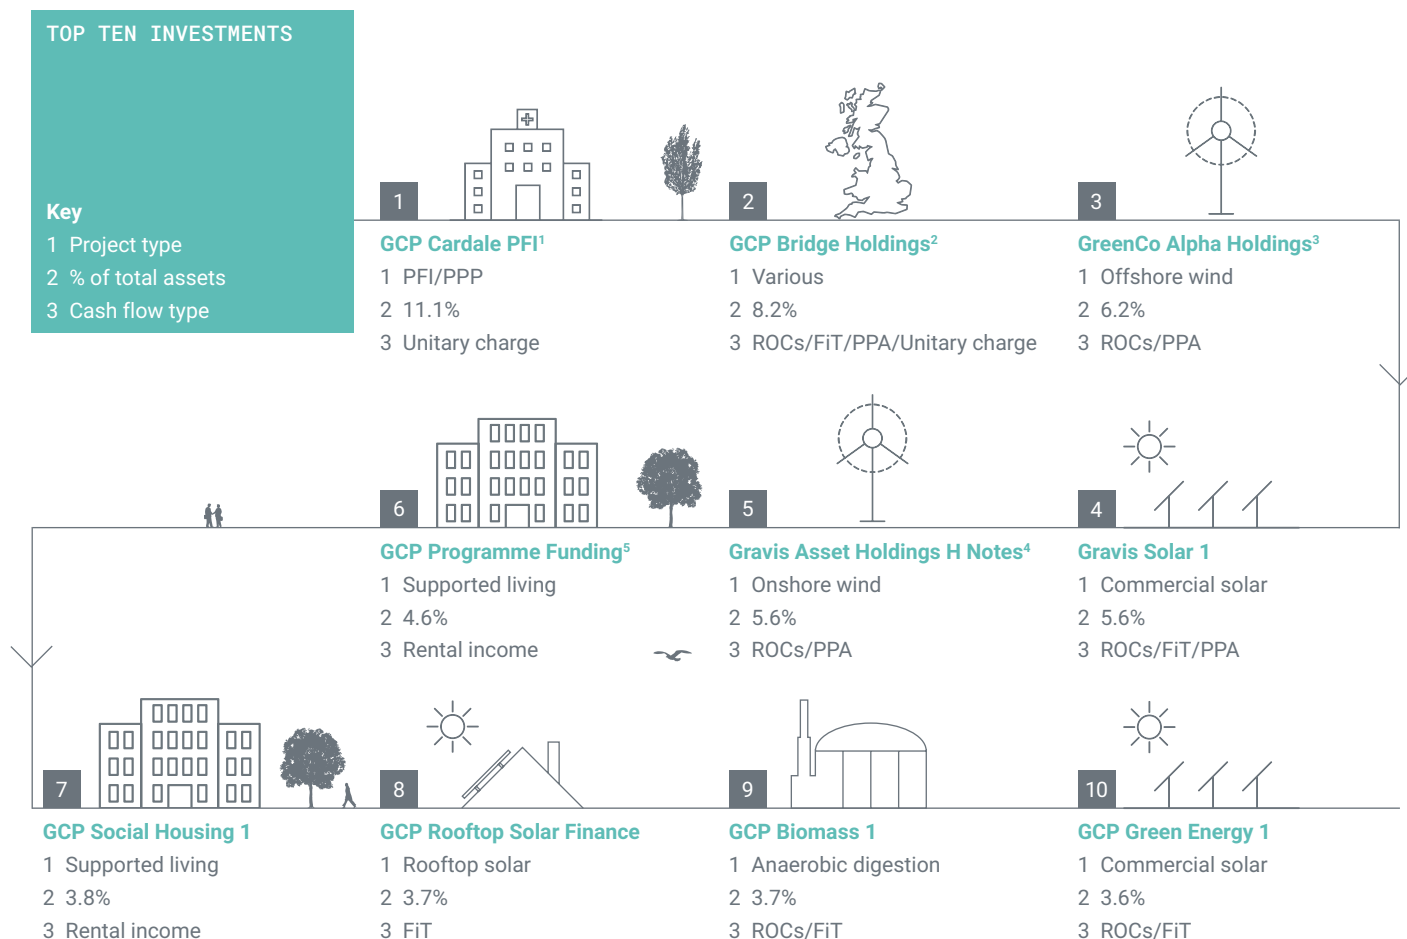 TOP TEN INVESTMENTS
Key
1 Project type
2 % of total assets
3 Cash flow type
1
GCP Cardale PFI¹
1 PFI/PPP
2 11.1%
3 Unitary charge
2
GCP Bridge Holdings²
1 Various
2 8.2%
3 ROCs/FiT/PPA/Unitary charge
3
GreenCo Alpha Holdings³
1 Offshore wind
2 6.2%
3 ROCs/PPA
4
Gravis Solar 1
1 Commercial solar
2 5.6%
3 ROCs/FiT/PPA
5
Gravis Asset Holdings H Notes⁴
1 Onshore wind
2 5.6%
3 ROCs/PPA
6
GCP Programme Funding⁵
1 Supported living
2 4.6%
3 Rental income
7
GCP Social Housing 1
1 Supported living
2 3.8%
3 Rental income
8
GCP Rooftop Solar Finance
1 Rooftop solar
2 3.7%
3 FiT
9
GCP Biomass 1
1 Anaerobic digestion
2 3.7%
3 ROCs/FiT
10
GCP Green Energy 1
1 Commercial solar
2 3.6%
3 ROCs/FiT